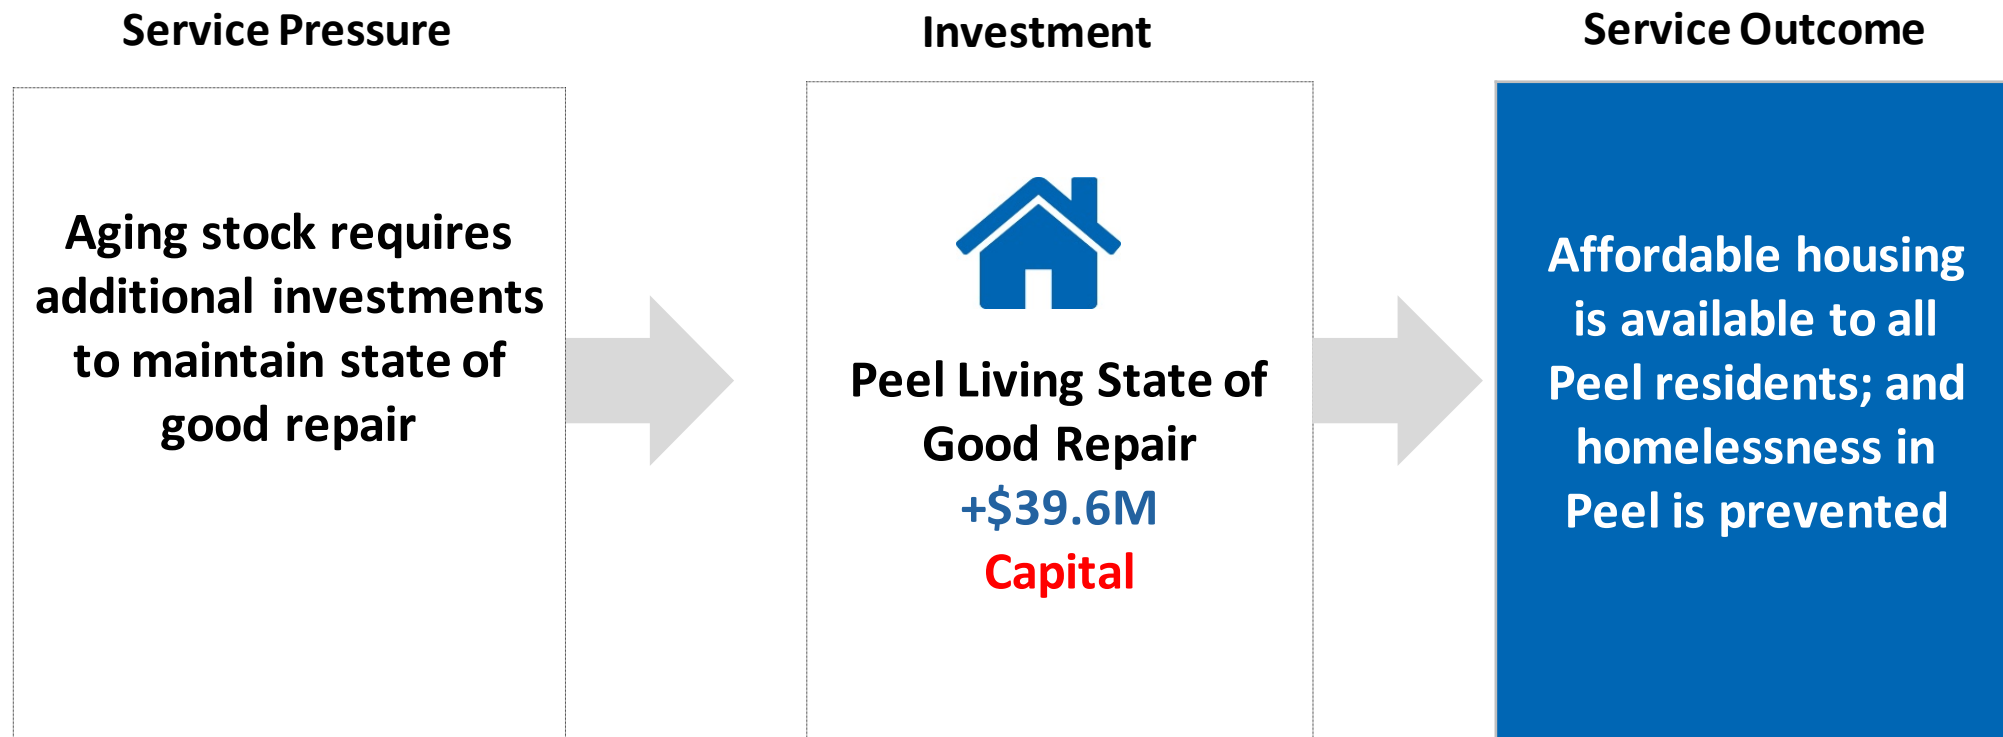 Service Pressure
Aging stock requires
additional investments
to maintain state of
good repair
Investment
Peel Living State of
Good Repair
+$39.6M
Capital
Service Outcome
Affordable housing
is available to all
Peel residents; and
homelessness in
Peel is prevented